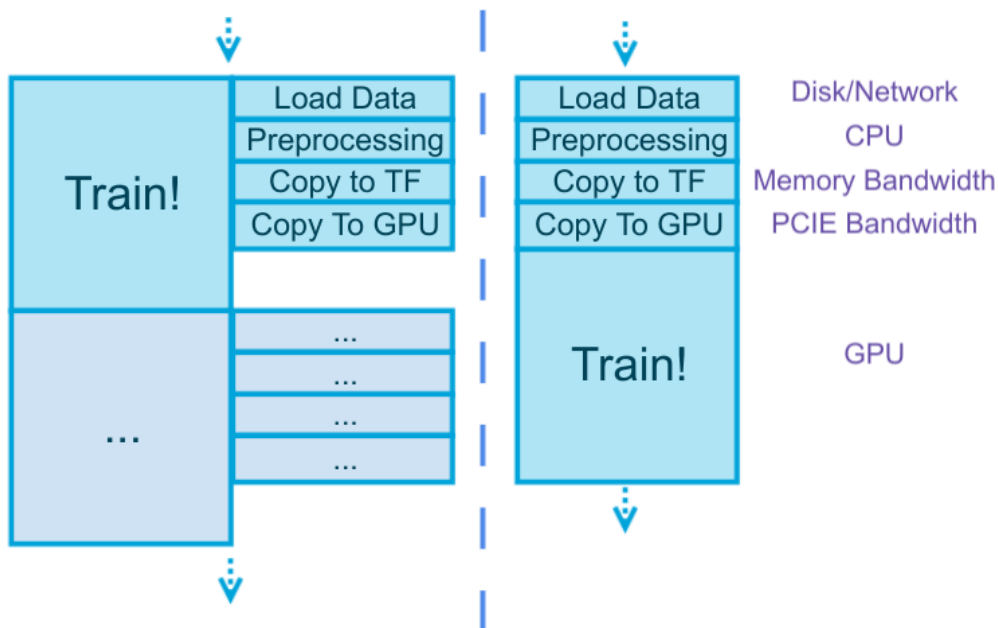 Train!
Load Data
Preprocessing
Copy to TF
Copy To GPU
...
...
...
...
...
Load Data
Preprocessing
Copy to TF
Copy To GPU
Train!
Disk/Network
CPU
Memory Bandwidth
PCIE Bandwidth
GPU